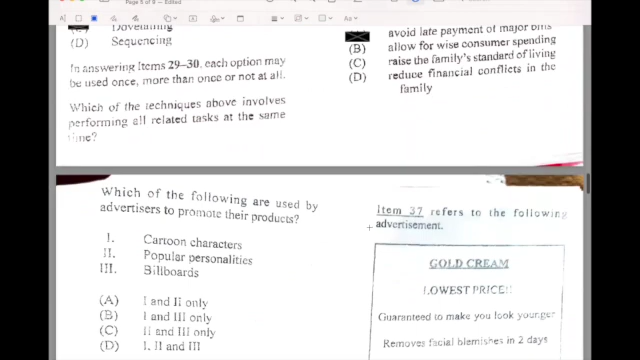 Page 5 of 8
Dovetailing
(D) Sequencing
In answering Items 29–30, each option may
be used once, more than once or not at all.
Which of the techniques above involves
performing all related tasks at the same
time?
avoid late payment of major bills
(B) allow for wise consumer spending
(C) raise the family's standard of living
(D) reduce financial conflicts in the
family
Which of the following are used by
advertisers to promote their products?
I. Cartoon characters
II. Popular personalities
III. Billboards
(A) I and II only
(B) I and III only
(C) II and III only
(D) I, II and III
Item 37 refers to the following
advertisement.
GOLD CREAM
LOWEST PRICE!!
Guaranteed to make you look younger
Removes facial blemishes in 2 days